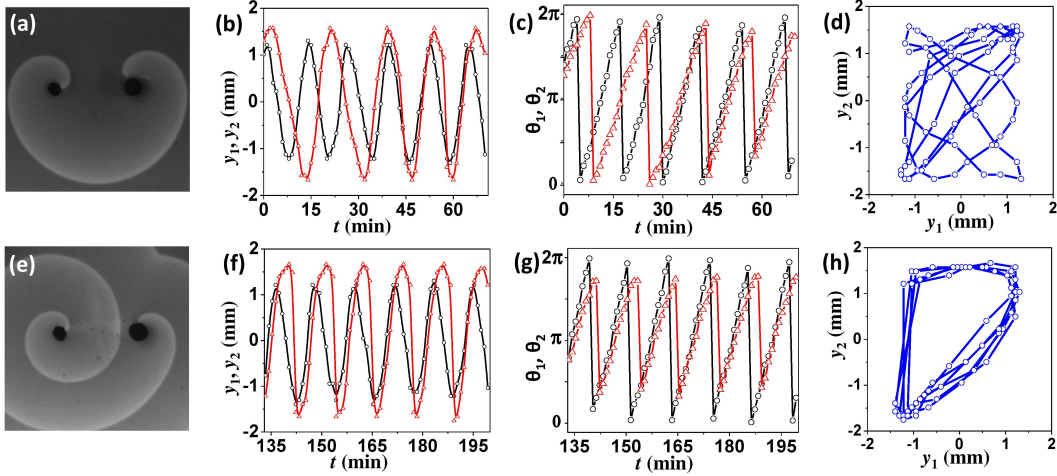 (a)
(b)
2
1
0
-1
-2
y₁, y₂ (mm)
0 15 30 45 60
t (min)
(c)
2π
π
0
θ₁, θ₂
0 15 30 45 60
t (min)
(d)
2
1
0
-1
-2
y₂ (mm)
-2 -1 0 1 2
y₁ (mm)
(e)
(f)
2
1
0
-1
-2
y₁, y₂ (mm)
135 150 165 180 195
t (min)
(g)
2π
π
0
θ₁, θ₂
135 150 165 180 195
t (min)
(h)
2
1
0
-1
-2
y₂ (mm)
-2 -1 0 1 2
y₁ (mm)